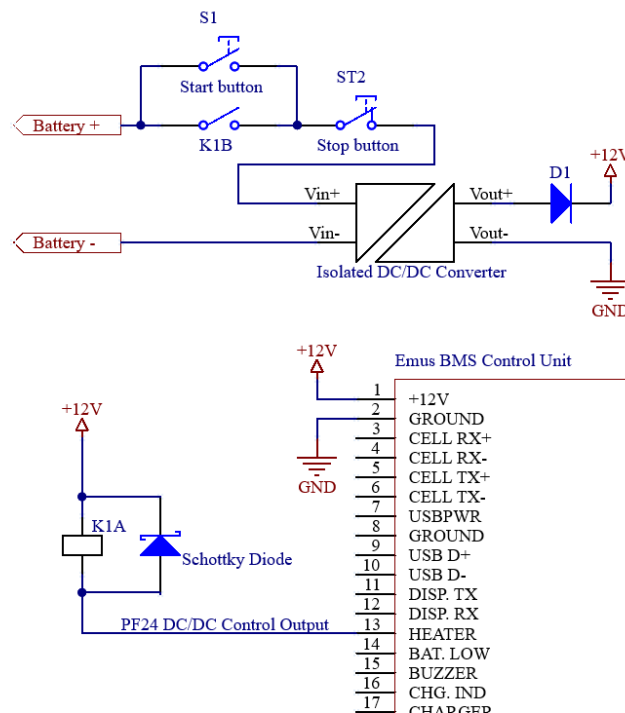 S1
Start button
ST2
Battery +
K1B
Stop button
+12V
D1
Vin+
Vout+
Battery -
Vin-
Vout-
Isolated DC/DC Converter
GND
+12V
Emus BMS Control Unit
1 +12V
2 GROUND
3 CELL RX+
4 CELL RX-
5 CELL TX+
6 CELL TX-
7 USBPWR
8 GROUND
9 USB D+
10 USB D-
11 DISP. TX
12 DISP. RX
13 HEATER
14 BAT. LOW
15 BUZZER
16 CHG. IND
17 CHARGER
GND
+12V
K1A
Schottky Diode
PF24 DC/DC Control Output